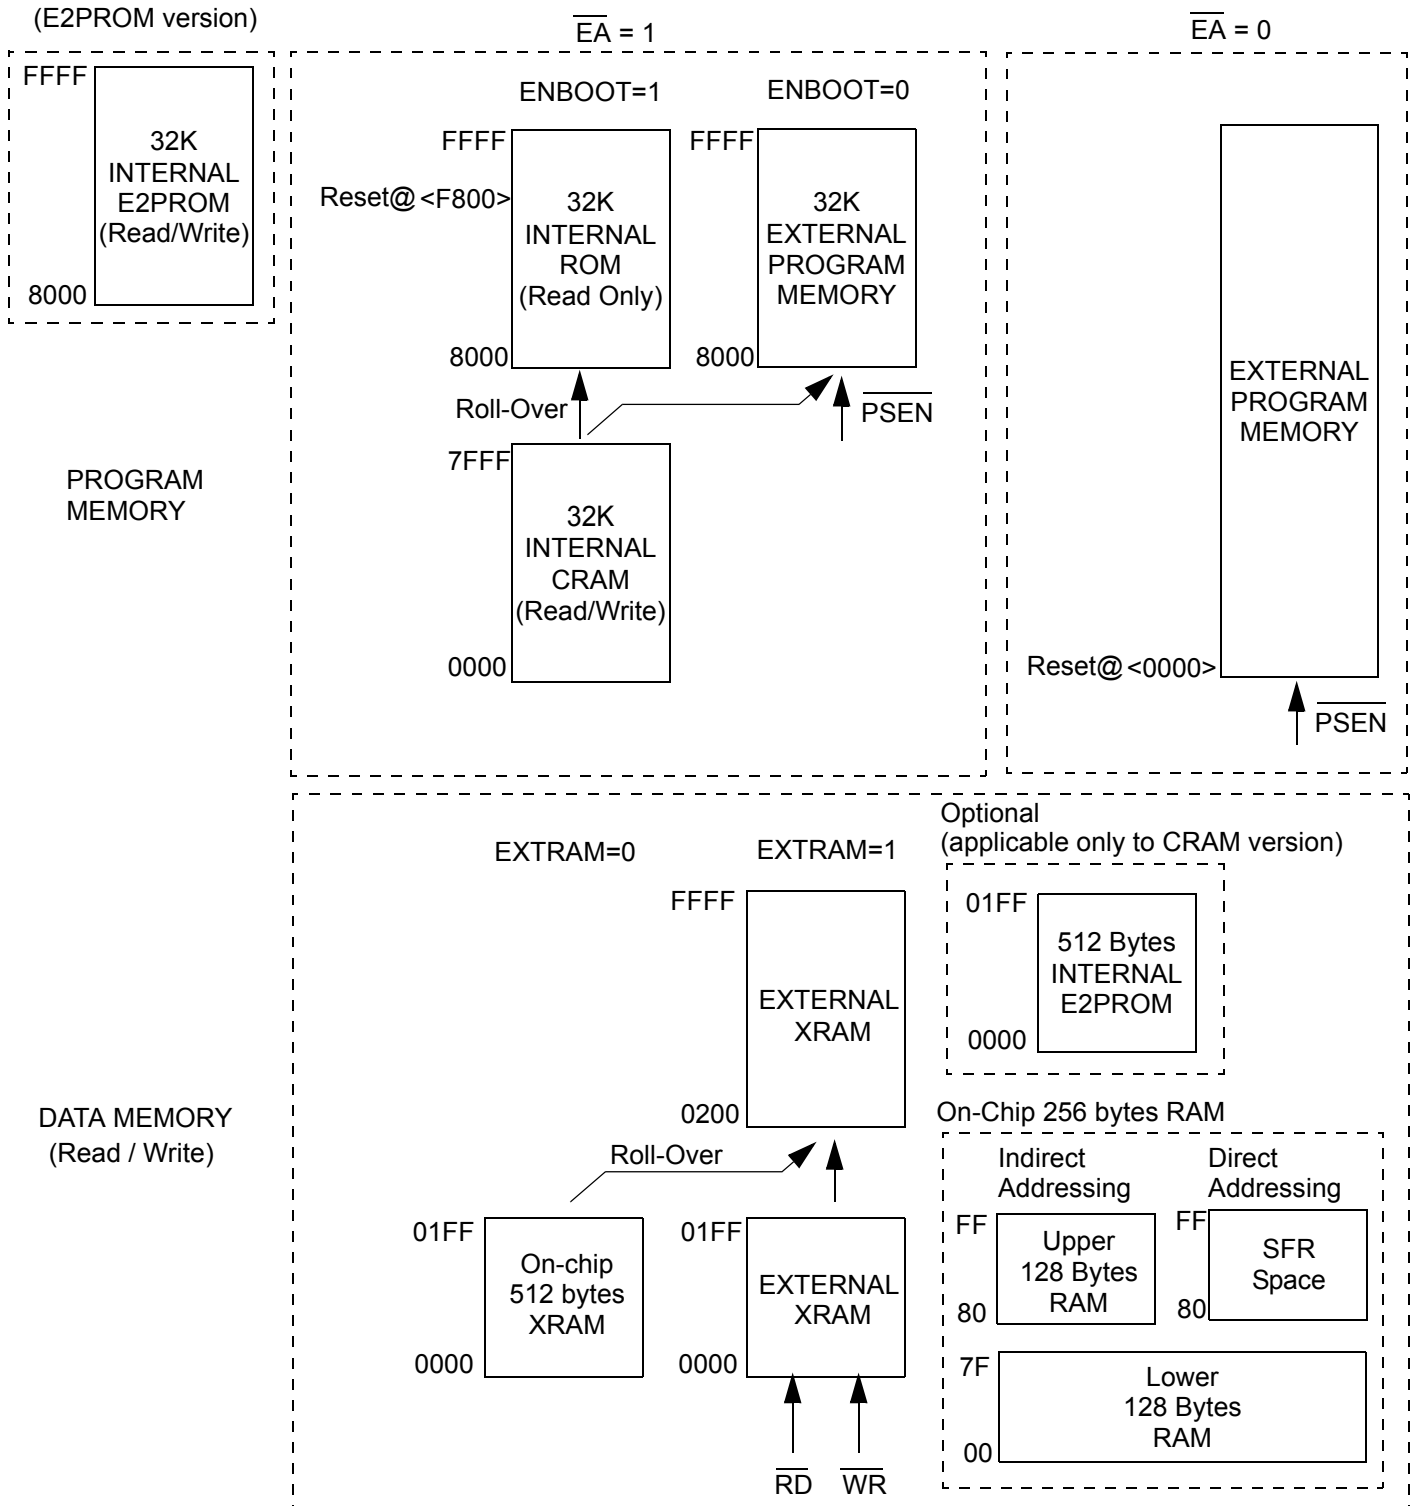 (E2PROM version)
FFFF
32K
INTERNAL
E2PROM
(Read/Write)
8000
PROGRAM
MEMORY
EA = 1
ENBOOT=1
ENBOOT=0
FFFF
Reset@ <F800>
32K
INTERNAL
ROM
(Read Only)
8000
FFFF
32K
EXTERNAL
PROGRAM
MEMORY
8000
Roll-Over
PSEN
7FFF
32K
INTERNAL
CRAM
(Read/Write)
0000
EA = 0
EXTERNAL
PROGRAM
MEMORY
Reset@ <0000>
PSEN
DATA MEMORY
(Read / Write)
EXTRAM=0
EXTRAM=1
FFFF
EXTERNAL
XRAM
0200
Roll-Over
01FF
On-chip
512 bytes
XRAM
0000
01FF
EXTERNAL
XRAM
0000
RD
WR
Optional
(applicable only to CRAM version)
01FF
512 Bytes
INTERNAL
E2PROM
0000
On-Chip 256 bytes RAM
Indirect
Addressing
Direct
Addressing
FF
Upper
128 Bytes
RAM
80
FF
SFR
Space
80
7F
Lower
128 Bytes
RAM
00